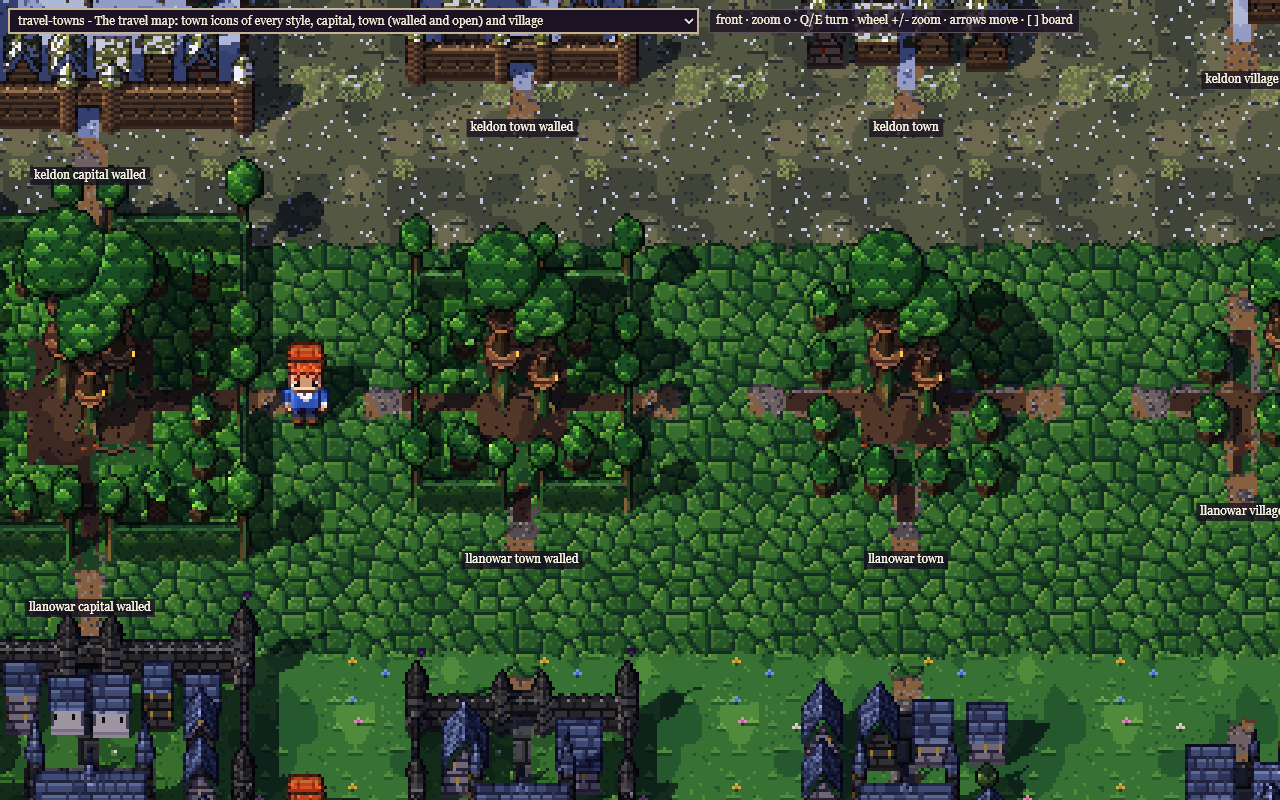 travel-towns - The travel map: town icons of every style, capital, town (walled and open) and village
front · zoom 0 · Q/E turn · wheel +/- zoom · arrows move · [ ] board
keldon village
keldon town walled
keldon town
keldon capital walled
llanowar village
llanowar town walled
llanowar town
llanowar capital walled